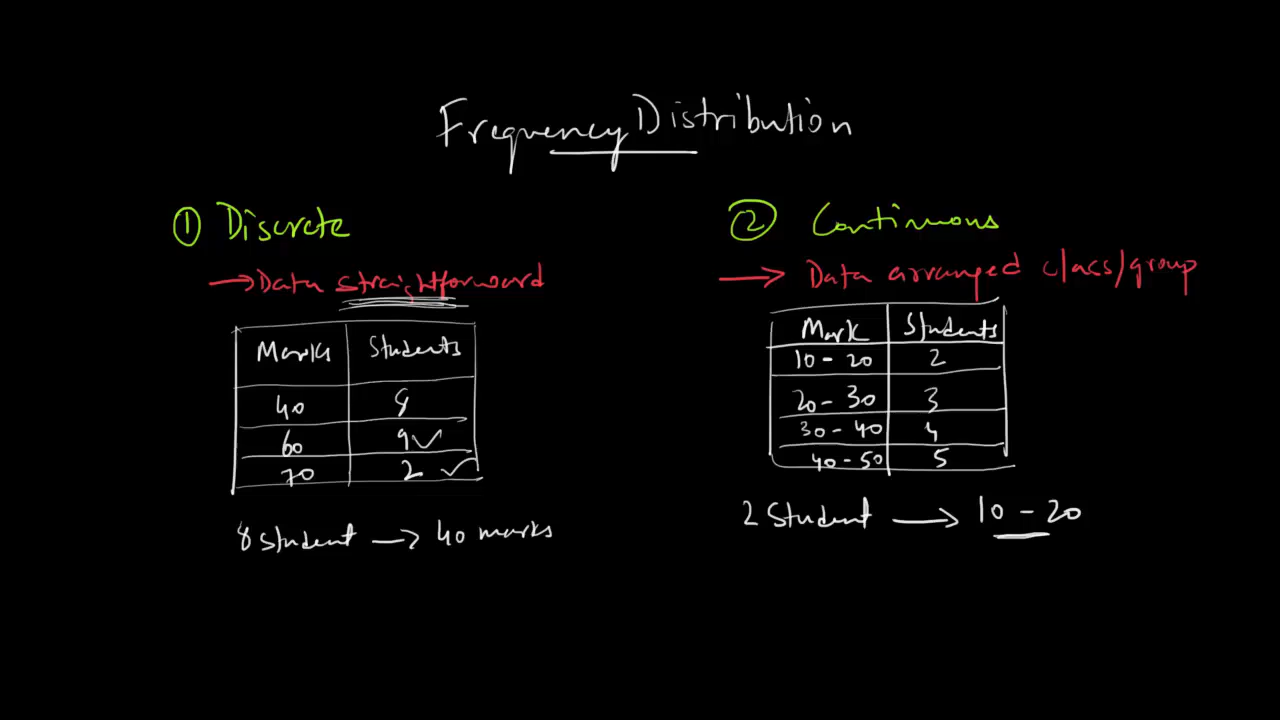 Frequency Distribution
① Discrete
→ Data straightforward
Marks Students
40 8
60 9 ✓
70 2 ✓
8 Student → 40 marks
② Continuous
→ Data arranged class/group
Mark Students
10 - 20 2
20 - 30 3
30 - 40 4
40 - 50 5
2 Student → 10 - 20